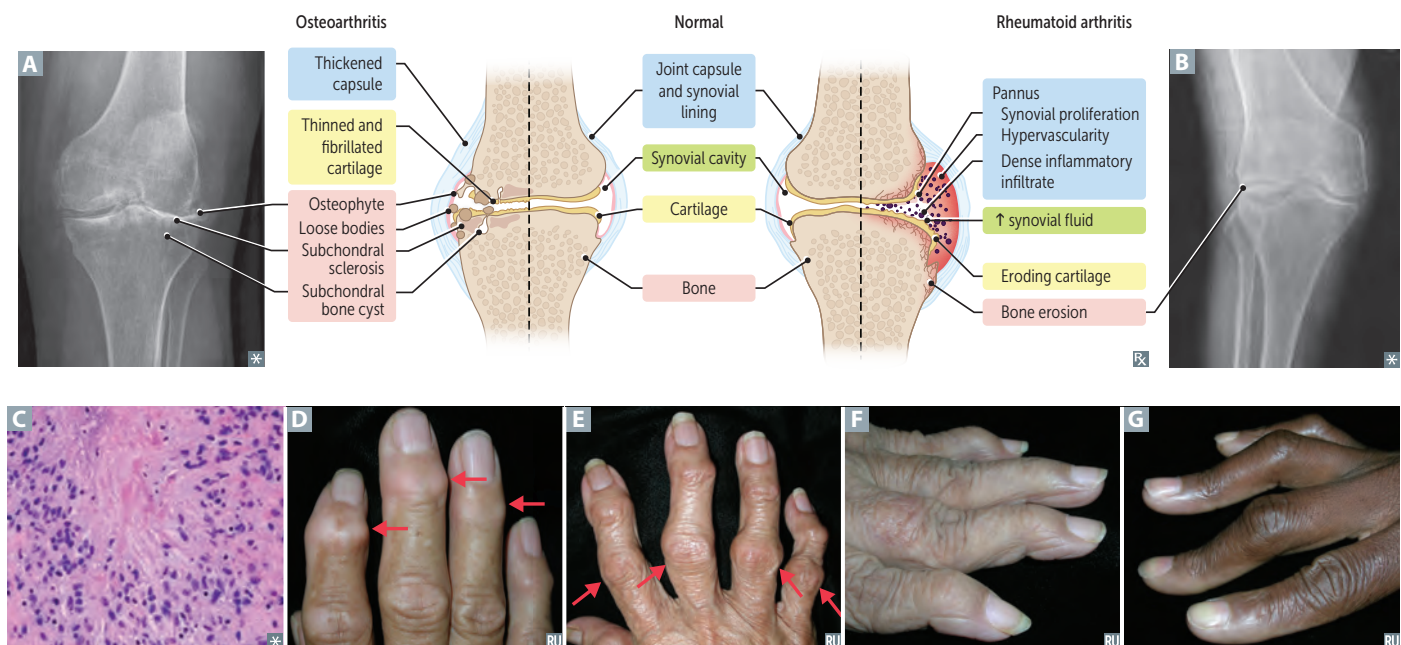 Osteoarthritis
Normal
Rheumatoid arthritis
A
Thickened
capsule
Thinned and
fibrillated
cartilage
Osteophyte
Loose bodies
Subchondral
sclerosis
Subchondral
bone cyst
Joint capsule
and synovial
lining
Synovial cavity
Cartilage
Bone
Pannus
Synovial proliferation
Hypervascularity
Dense inflammatory
infiltrate
↑ synovial fluid
Eroding cartilage
Bone erosion
B
Rx
C
D
RU
E
RU
F
RU
G
RU